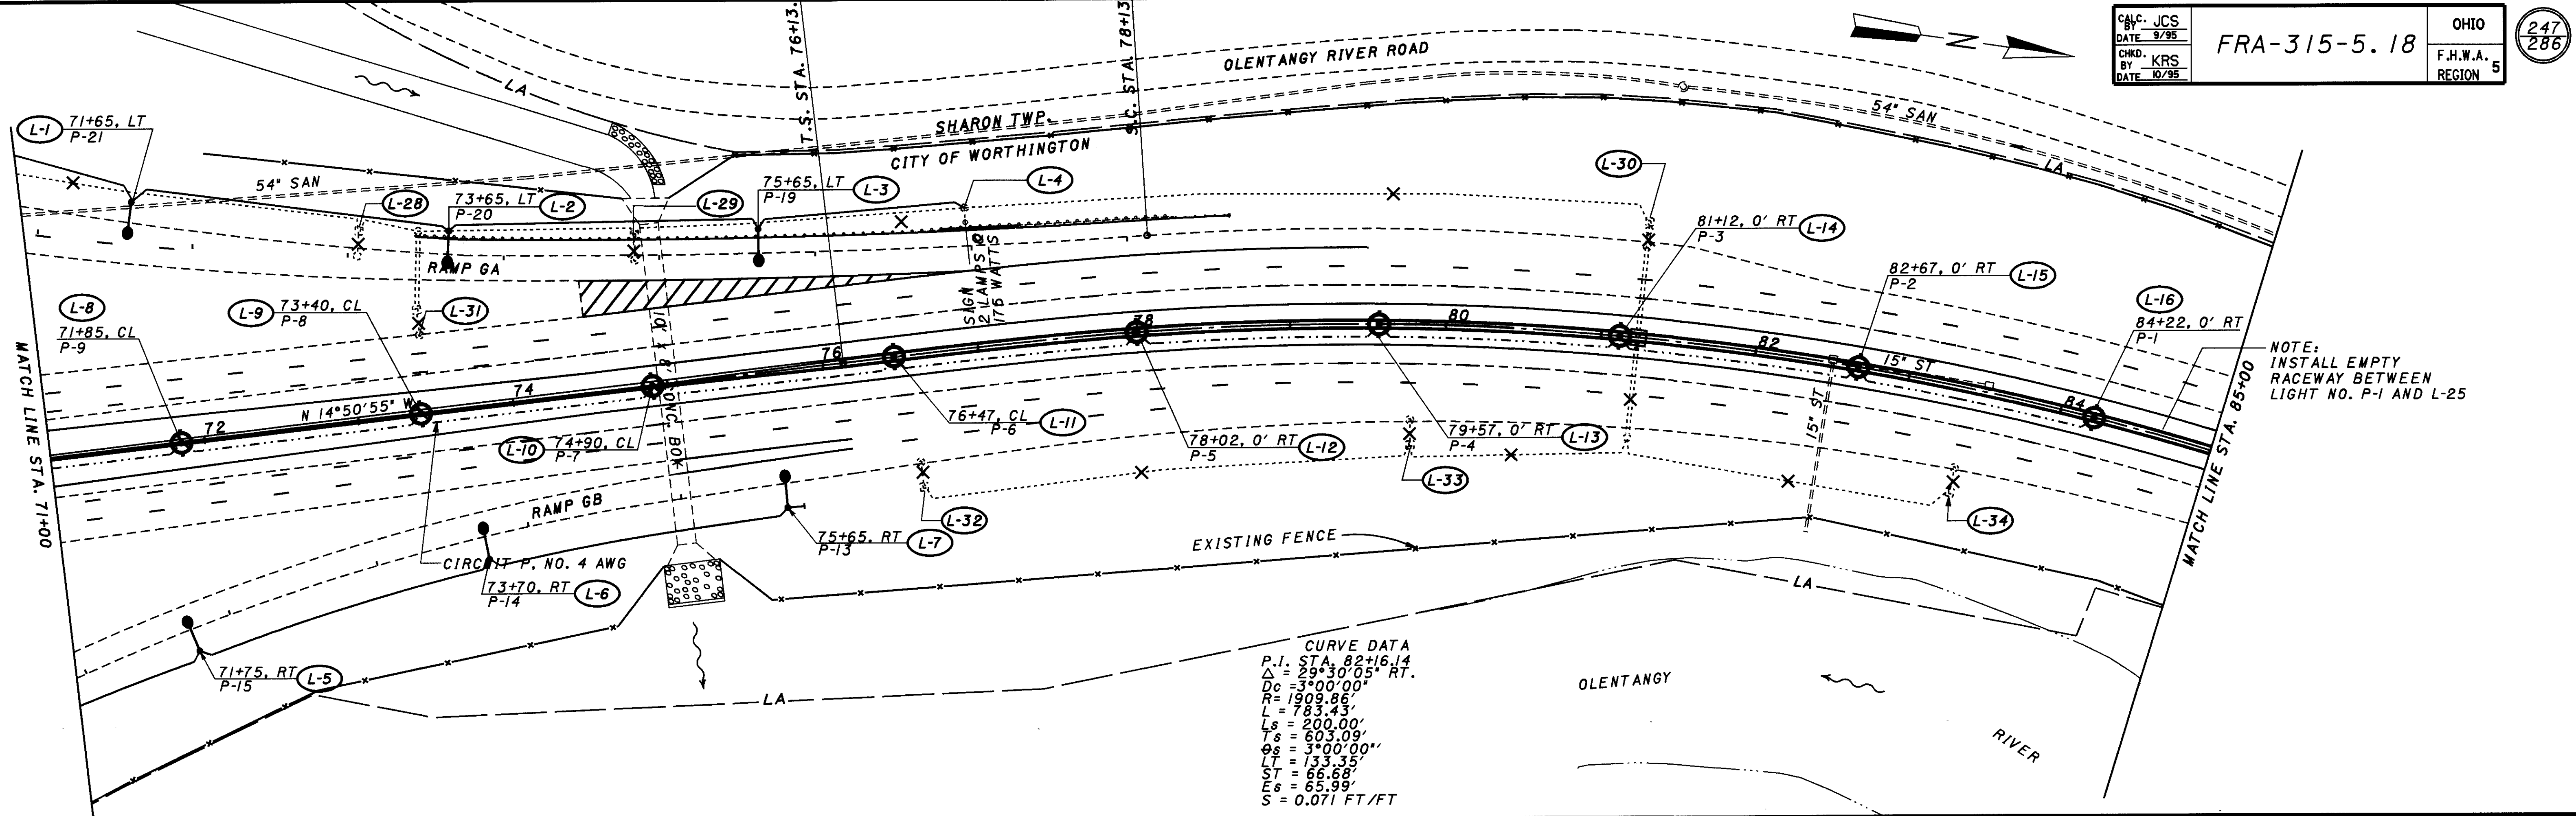 CALC. BY JCS
DATE 9/95
CHKD. BY KRS
DATE 10/95
FRA-315-5.18
OHIO
F.H.W.A. REGION 5
247
286
N
OLENTANGY RIVER ROAD
T.S. STA. 76+13.
S.C. STA. 78+13
LA
SHARON TWP.
CITY OF WORTHINGTON
54" SAN
LA
L-1
71+65, LT
P-21
54" SAN
L-28
73+65, LT
P-20
L-2
L-29
75+65, LT
P-19
L-3
L-4
L-30
RAMP GA
SIGN
2 LAMPS @
175 WATTS
81+12, 0' RT
P-3
L-14
82+67, 0' RT
P-2
L-15
L-16
84+22, 0' RT
P-1
NOTE:
INSTALL EMPTY
RACEWAY BETWEEN
LIGHT NO. P-1 AND L-25
L-8
71+85, CL
P-9
L-9
73+40, CL
P-8
L-31
10' X 8' CONC. BOX
MATCH LINE STA. 71+00
72
N 14°50'55" W
74
76
78
80
82
84
15" ST
15" ST
MATCH LINE STA. 85+00
L-10
74+90, CL
P-7
76+47, CL
P-6
L-11
78+02, 0' RT
P-5
L-12
79+57, 0' RT
P-4
L-13
L-33
L-32
L-34
RAMP GB
75+65, RT
P-13
L-7
EXISTING FENCE
CIRCUIT P, NO. 4 AWG
73+70, RT
P-14
L-6
71+75, RT
P-15
L-5
LA
LA
CURVE DATA
P.I. STA. 82+16.14
Δ = 29°30'05" RT.
Dc =3°00'00"
R= 1909.86'
L = 783.43'
Ls = 200.00'
Ts = 603.09'
θs = 3°00'00"
LT = 133.35'
ST = 66.68'
Es = 65.99'
S = 0.071 FT/FT
OLENTANGY
RIVER